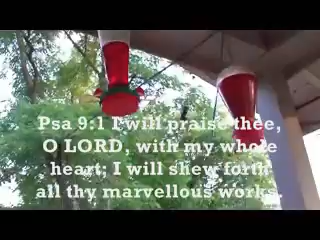 Psa 9:1 I will praise thee,
O LORD, with my whole
heart; I will shew forth
all thy marvellous works.